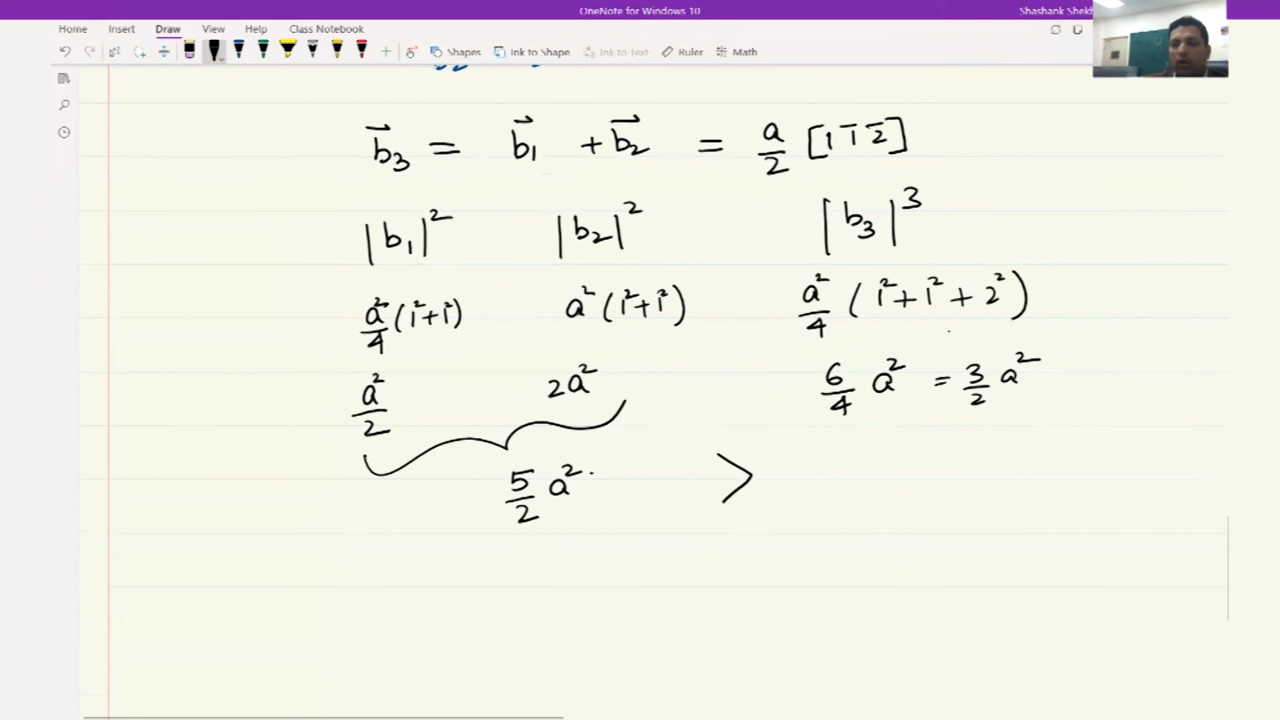 OneNote for Windows 10 Shashank Shekh
Home Insert Draw View Help Class Notebook
Shapes Ink to Shape Ink to Text Ruler Math
b⃗₃ = b⃗₁ + b⃗₂ = a/2 [1 1̅ 2̅]
|b₁|² |b₂|² |b₃|³
a²/4 (1²+1²) a² (1²+1²) a²/4 (1²+1²+2²)
a²/2 2a² 6/4 a² = 3/2 a²
5/2 a² >